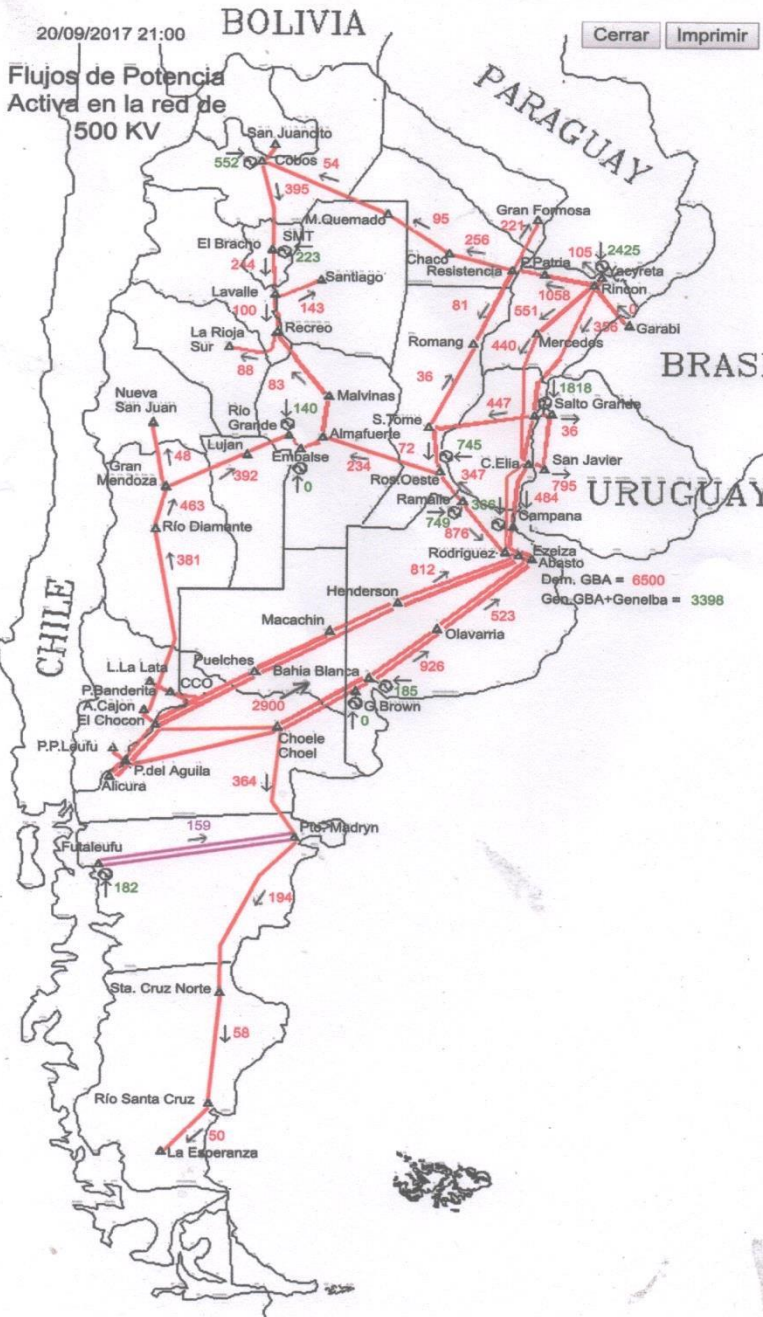 20/09/2017 21:00
BOLIVIA
Cerrar
Imprimir
Flujos de Potencia
Activa en la red de
500 KV
PARAGUAY
San Juancito
552
Cobos
54
395
M.Quemado
95
Gran Formosa
221
El Bracho
SMT
223
256
105
2425
Chaco
Resistencia
P.Patria
Yacyreta
Rincon
244
Santiago
Lavalle
143
1058
0
100
81
551
356
Garabi
La Rioja
Sur
Recreo
Romang
440
Mercedes
88
83
36
BRASI
Nueva
San Juan
Malvinas
1818
Rio
Grande
140
S.Tome
447
Salto Grande
Almafuerte
36
48
Lujan
72
745
Gran
Mendoza
392
Embalse
234
347
C.Elia
San Javier
0
Ros.Oeste
795
463
Ramallo
366
484
URUGUAY
Río Diamante
749
Campana
876
381
Rodriguez
Ezeiza
Abasto
812
Dem. GBA = 6500
Henderson
Gen.GBA+Genelba = 3398
CHILE
Macachin
523
Olavarria
L.La Lata
Puelches
Bahia Blanca
926
P.Banderita
CCO
185
A.Cajon
2900
G.Brown
El Chocon
0
P.P.Leufu
Choele
Choel
P.del Aguila
Alicura
364
159
Pto. Madryn
Futaleufu
182
194
Sta. Cruz Norte
58
Río Santa Cruz
50
La Esperanza